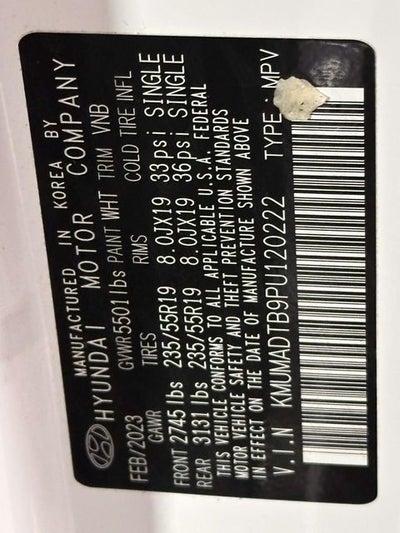 MANUFACTURED IN KOREA BY
HYUNDAI MOTOR COMPANY
FEB/2023 GVWR 5501 lbs PAINT WHT TRIM VNB
GAWR TIRES RMS COLD TIRE INFL
FRONT 2745 lbs 235/55R19 8.0JX19 33psi SINGLE
REAR 3131 lbs 235/55R19 8.0JX19 36psi SINGLE
THIS VEHICLE CONFORMS TO ALL APPLICABLE U.S.A. FEDERAL
MOTOR VEHICLE SAFETY AND THEFT PREVENTION STANDARDS
IN EFFECT ON THE DATE OF MANUFACTURE SHOWN ABOVE
V.I.N KMUMADTB9PU120222 TYPE: MPV